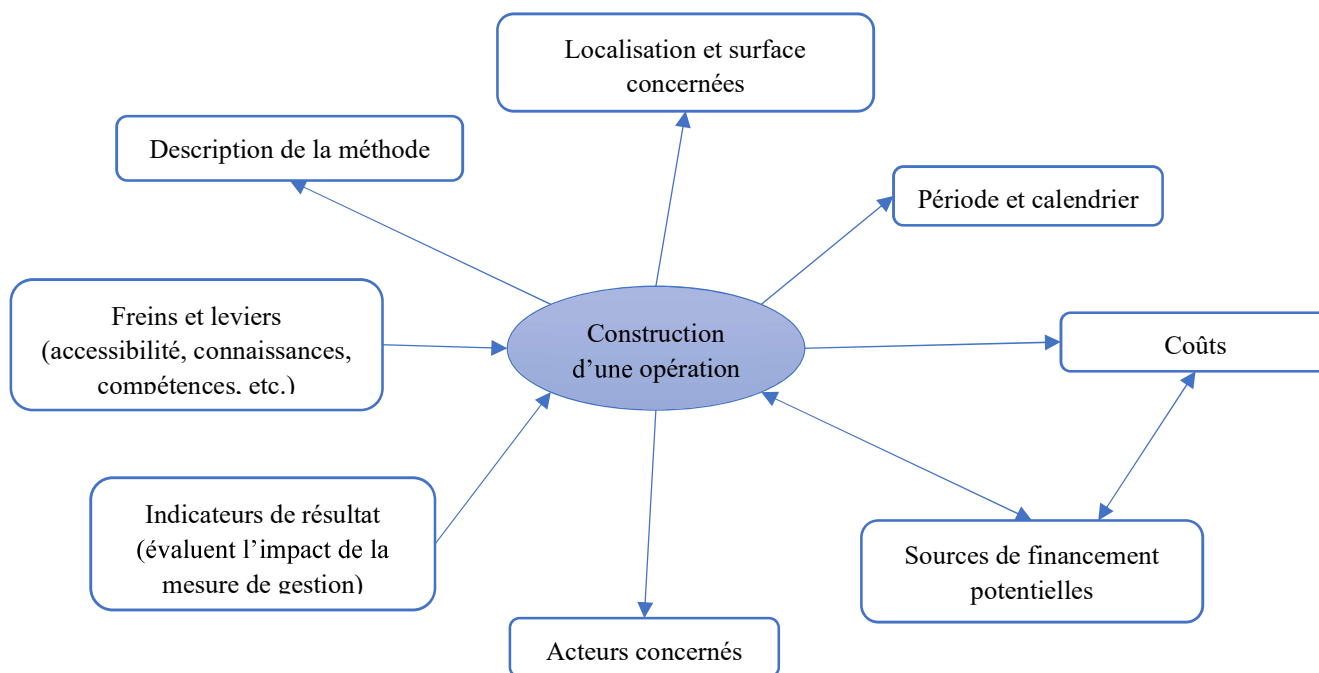 Localisation et surface
concernées
Description de la méthode
Période et calendrier
Freins et leviers
(accessibilité, connaissances,
compétences, etc.)
Construction
d’une opération
Coûts
Indicateurs de résultat
(évaluent l’impact de la
mesure de gestion)
Sources de financement
potentielles
Acteurs concernés